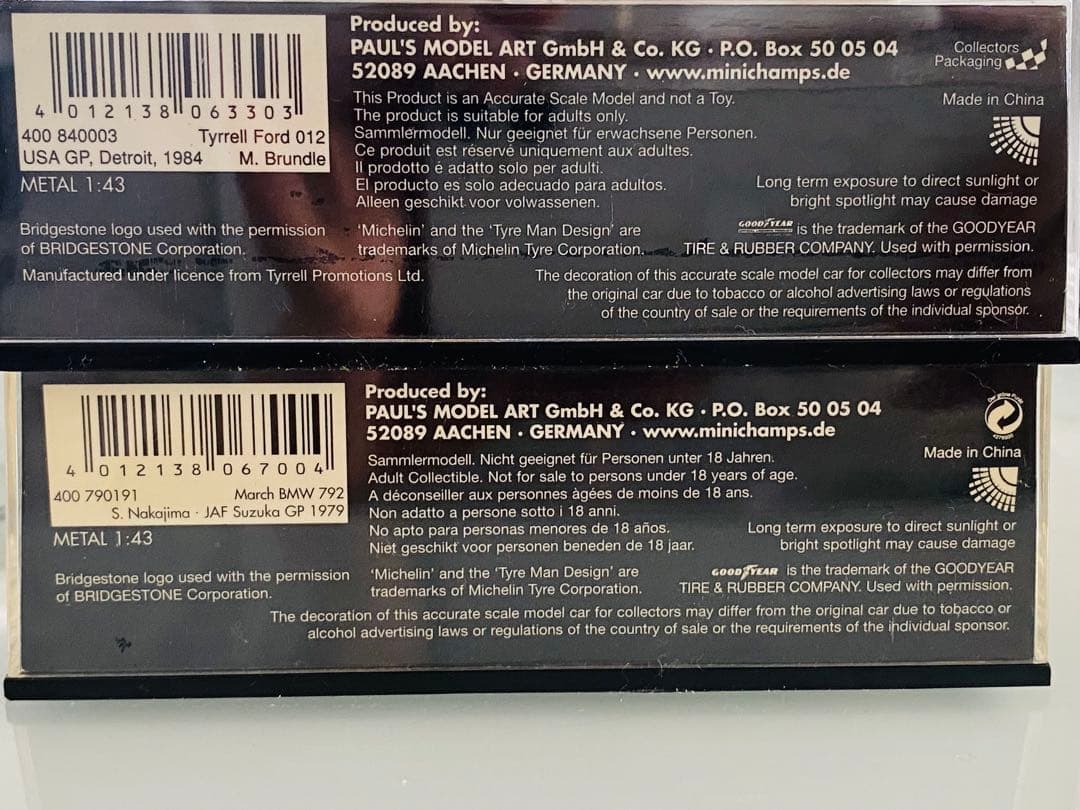 4 012138 063303
400 840003 Tyrrell Ford 012
USA GP, Detroit, 1984 M. Brundle
METAL 1:43
Produced by:
PAUL'S MODEL ART GmbH & Co. KG · P.O. Box 50 05 04
52089 AACHEN · GERMANY · www.minichamps.de
Collectors
Packaging
Made in China
This Product is an Accurate Scale Model and not a Toy.
The product is suitable for adults only.
Sammlermodell. Nur geeignet für erwachsene Personen.
Ce produit est réservé uniquement aux adultes.
Il prodotto é adatto solo per adulti.
El producto es solo adecuado para adultos.
Alleen geschikt voor volwassenen.
Long term exposure to direct sunlight or
bright spotlight may cause damage
Bridgestone logo used with the permission
of BRIDGESTONE Corporation.
'Michelin' and the 'Tyre Man Design' are
trademarks of Michelin Tyre Corporation.
GOODYEAR is the trademark of the GOODYEAR
TIRE & RUBBER COMPANY. Used with permission.
Manufactured under licence from Tyrrell Promotions Ltd.
The decoration of this accurate scale model car for collectors may differ from
the original car due to tobacco or alcohol advertising laws or regulations
of the country of sale or the requirements of the individual sponsor.
4 012138 067004
400 790191 March BMW 792
S. Nakajima · JAF Suzuka GP 1979
METAL 1:43
Produced by:
PAUL'S MODEL ART GmbH & Co. KG · P.O. Box 50 05 04
52089 AACHEN · GERMANY · www.minichamps.de
Der grüne Punkt
Made in China
Sammlermodell. Nicht geeignet für Personen unter 18 Jahren.
Adult Collectible. Not for sale to persons under 18 years of age.
A déconseiller aux personnes àgées de moins de 18 ans.
Non adatto a persone sotto i 18 anni.
No apto para personas menores de 18 años.
Niet geschikt voor personen beneden de 18 jaar.
Long term exposure to direct sunlight or
bright spotlight may cause damage
Bridgestone logo used with the permission
of BRIDGESTONE Corporation.
'Michelin' and the 'Tyre Man Design' are
trademarks of Michelin Tyre Corporation.
GOODYEAR is the trademark of the GOODYEAR
TIRE & RUBBER COMPANY. Used with permission.
The decoration of this accurate scale model car for collectors may differ from the original car due to tobacco or
alcohol advertising laws or regulations of the country of sale or the requirements of the individual sponsor.